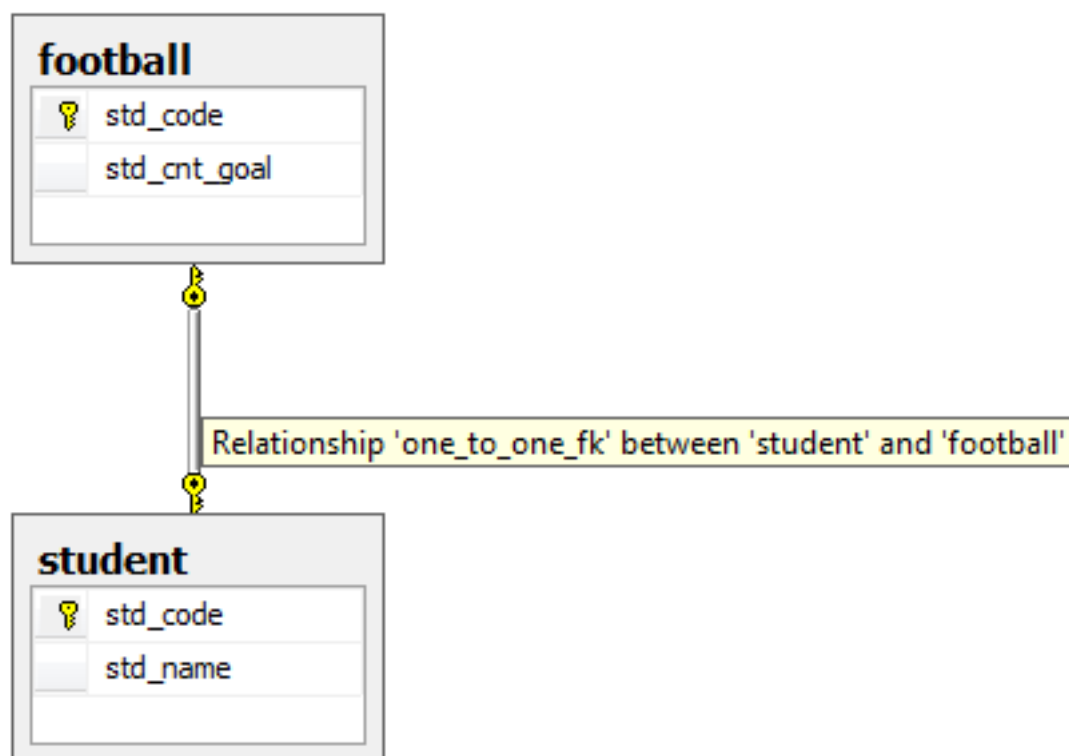 football
std_code
std_cnt_goal
Relationship 'one_to_one_fk' between 'student' and 'football'
student
std_code
std_name